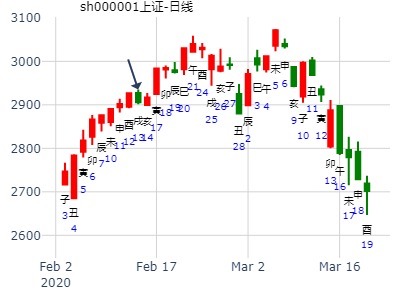 sh000001上证-日线
3100
3000
2900
2800
2700
2600
子
3
丑
4
寅
5
卯
6
辰
7
未
10
申
11
酉
12
戌
13
亥
14
寅
17
卯
18
辰
19
巳
20
午
21
酉
24
戌
25
亥
26
子
27
丑
28
辰
2
巳
3
午
4
未
5
申
6
亥
9
子
10
丑
11
寅
12
卯
13
午
16
未
17
申
18
酉
19
Feb 2
2020
Feb 17
Mar 2
Mar 16